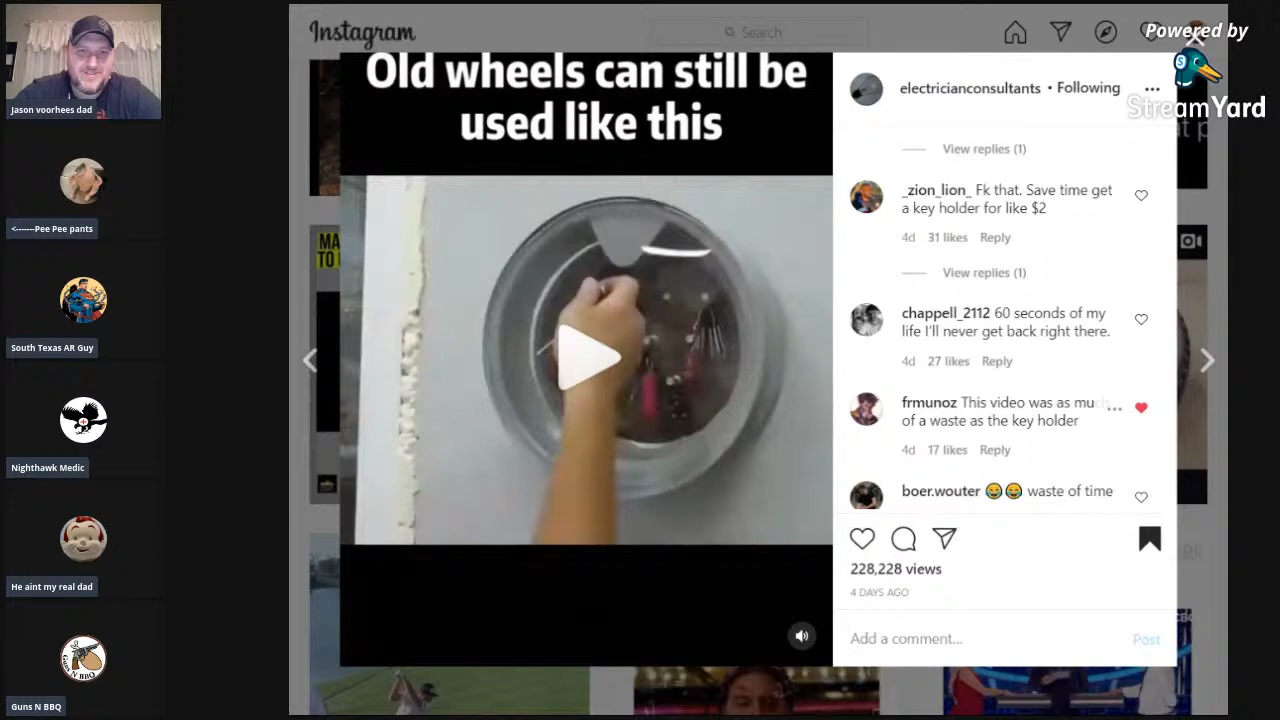 Jason voorhees dad
<-------Pee Pee pants
South Texas AR Guy
Nighthawk Medic
He aint my real dad
Guns N BBQ
GUNS N BBQ
Instagram
Search
Powered by
StreamYard
Old wheels can still be
used like this
MA
TO
electricianconsultants • Following
View replies (1)
_zion_lion_ Fk that. Save time get
a key holder for like $2
4d 31 likes Reply
View replies (1)
chappell_2112 60 seconds of my
life I'll never get back right there.
4d 27 likes Reply
frmunoz This video was as much
of a waste as the key holder
4d 17 likes Reply
boer.wouter 😂😂 waste of time
228,228 views
4 DAYS AGO
Add a comment...
Post